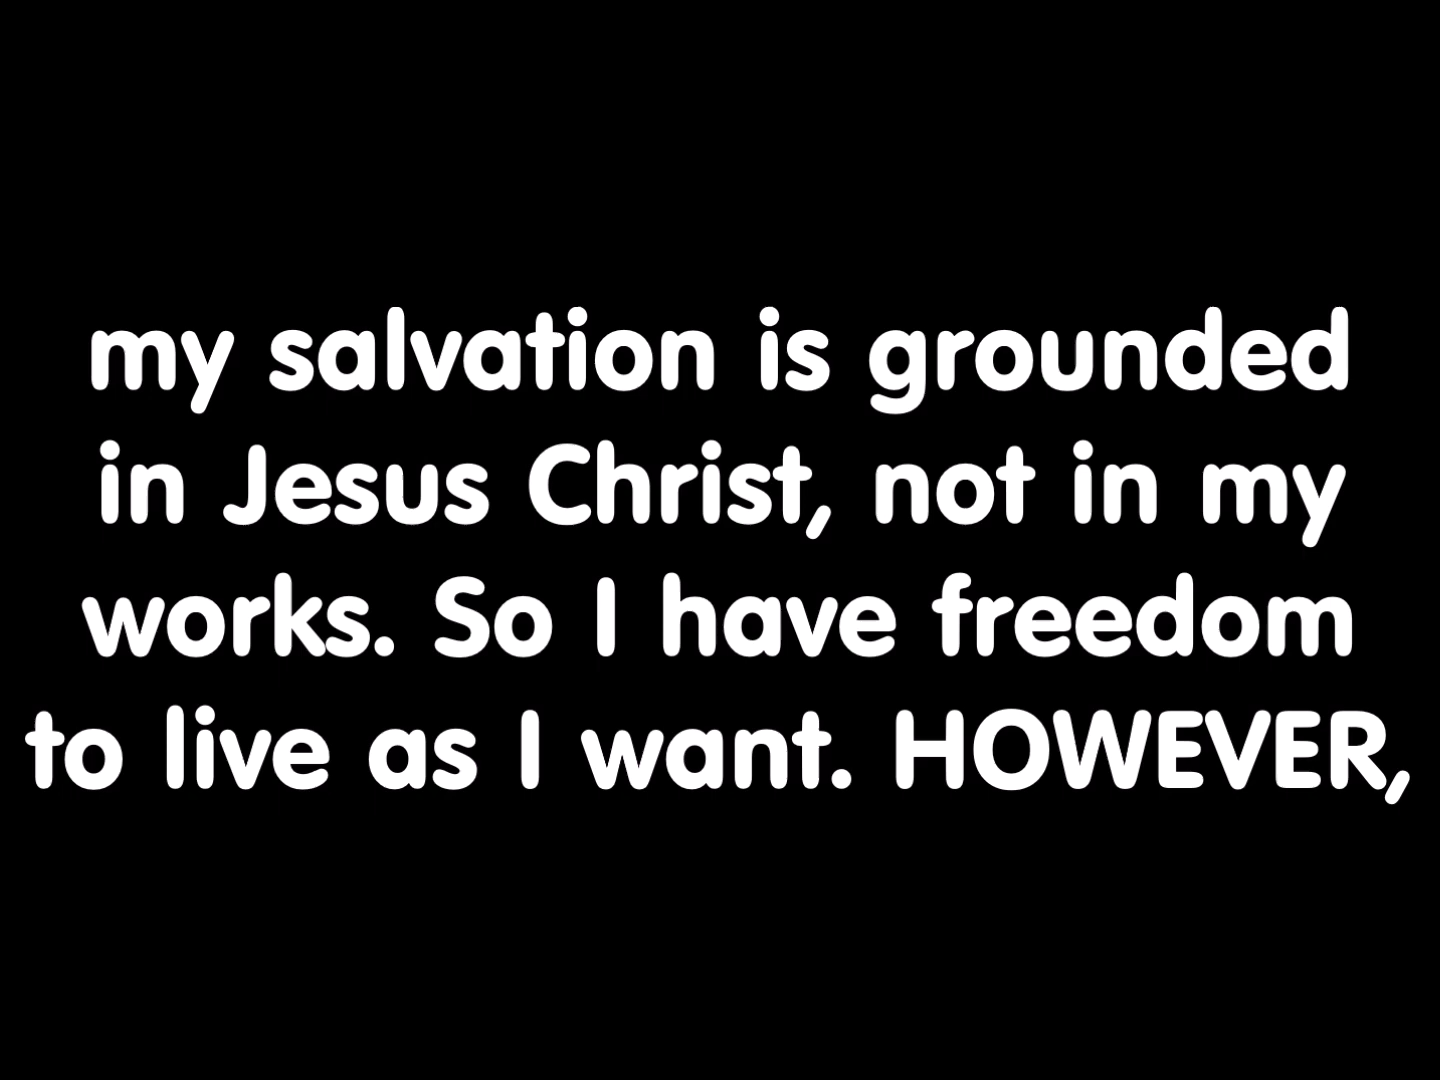 my salvation is grounded
in Jesus Christ, not in my
works. So I have freedom
to live as I want. HOWEVER,